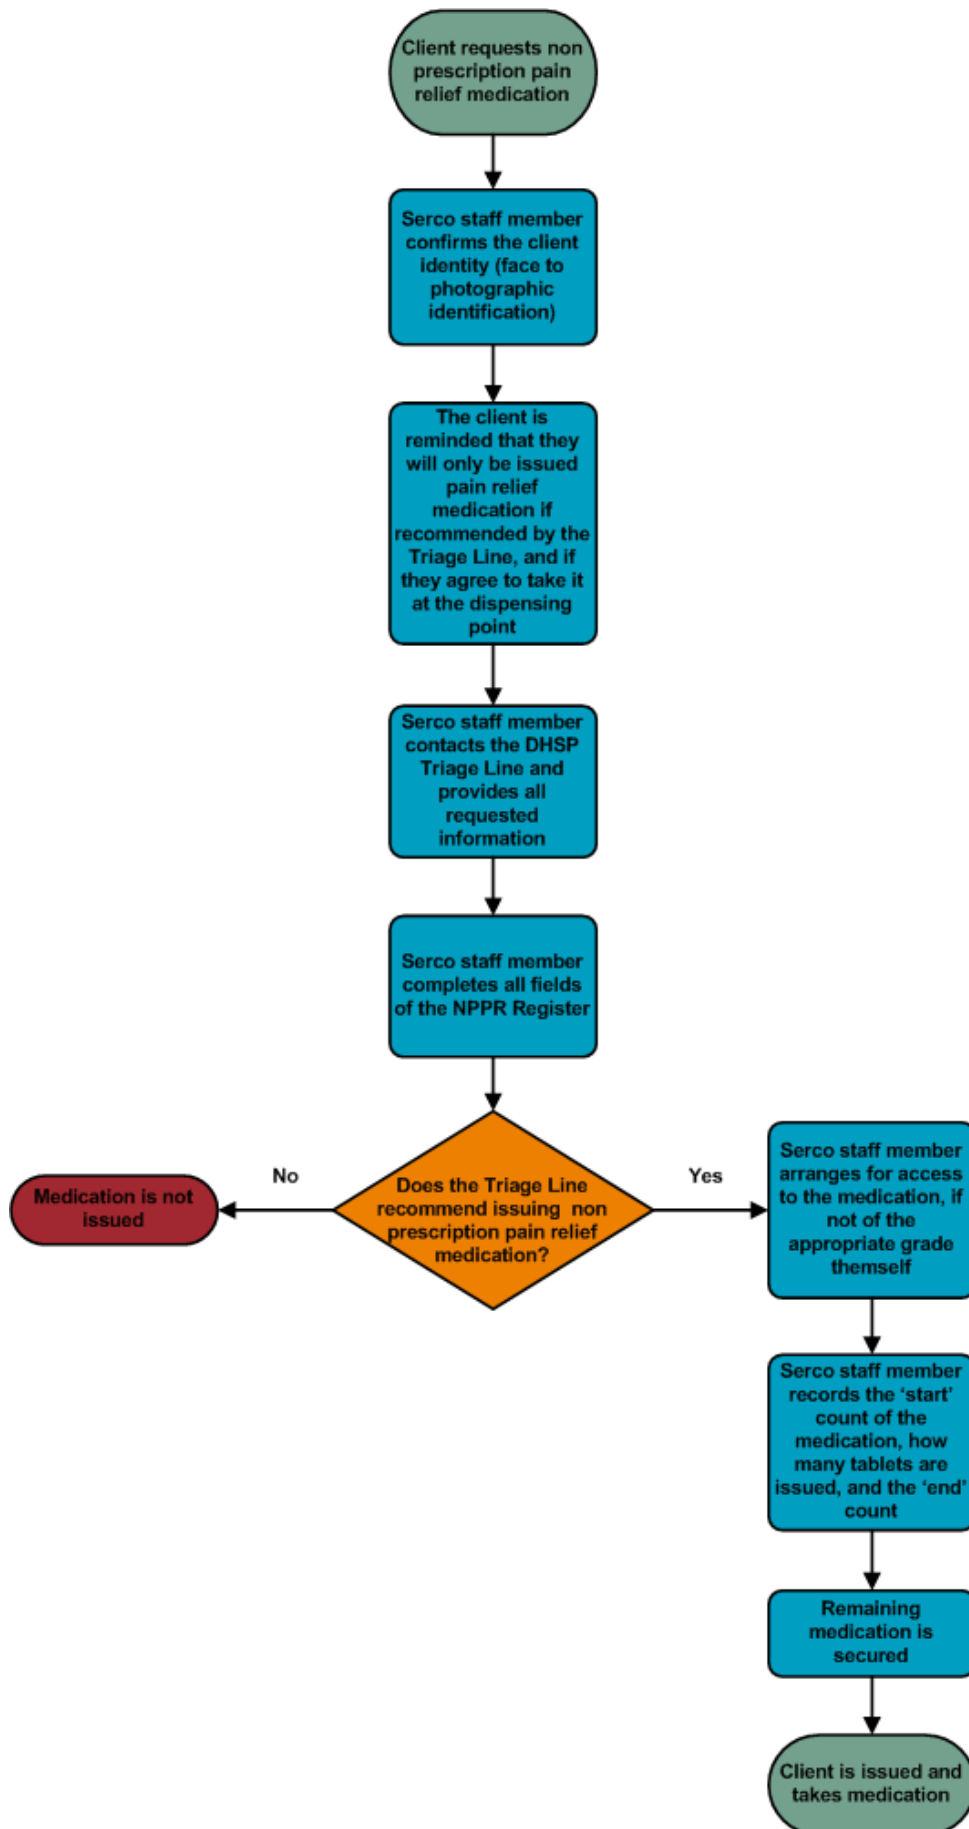 Client requests non
prescription pain
relief medication
Serco staff member
confirms the client
identity (face to
photographic
identification)
The client is
reminded that they
will only be issued
pain relief
medication if
recommended by the
Triage Line, and if
they agree to take it
at the dispensing
point
Serco staff member
contacts the DHSP
Triage Line and
provides all
requested
information
Serco staff member
completes all fields
of the NPPR Register
Does the Triage Line
recommend issuing  non
prescription pain relief
medication?
No
Medication is not
issued
Yes
Serco staff member
arranges for access
to the medication, if
not of the
appropriate grade
themself
Serco staff member
records the ‘start’
count of the
medication, how
many tablets are
issued, and the ‘end’
count
Remaining
medication is
secured
Client is issued and
takes medication